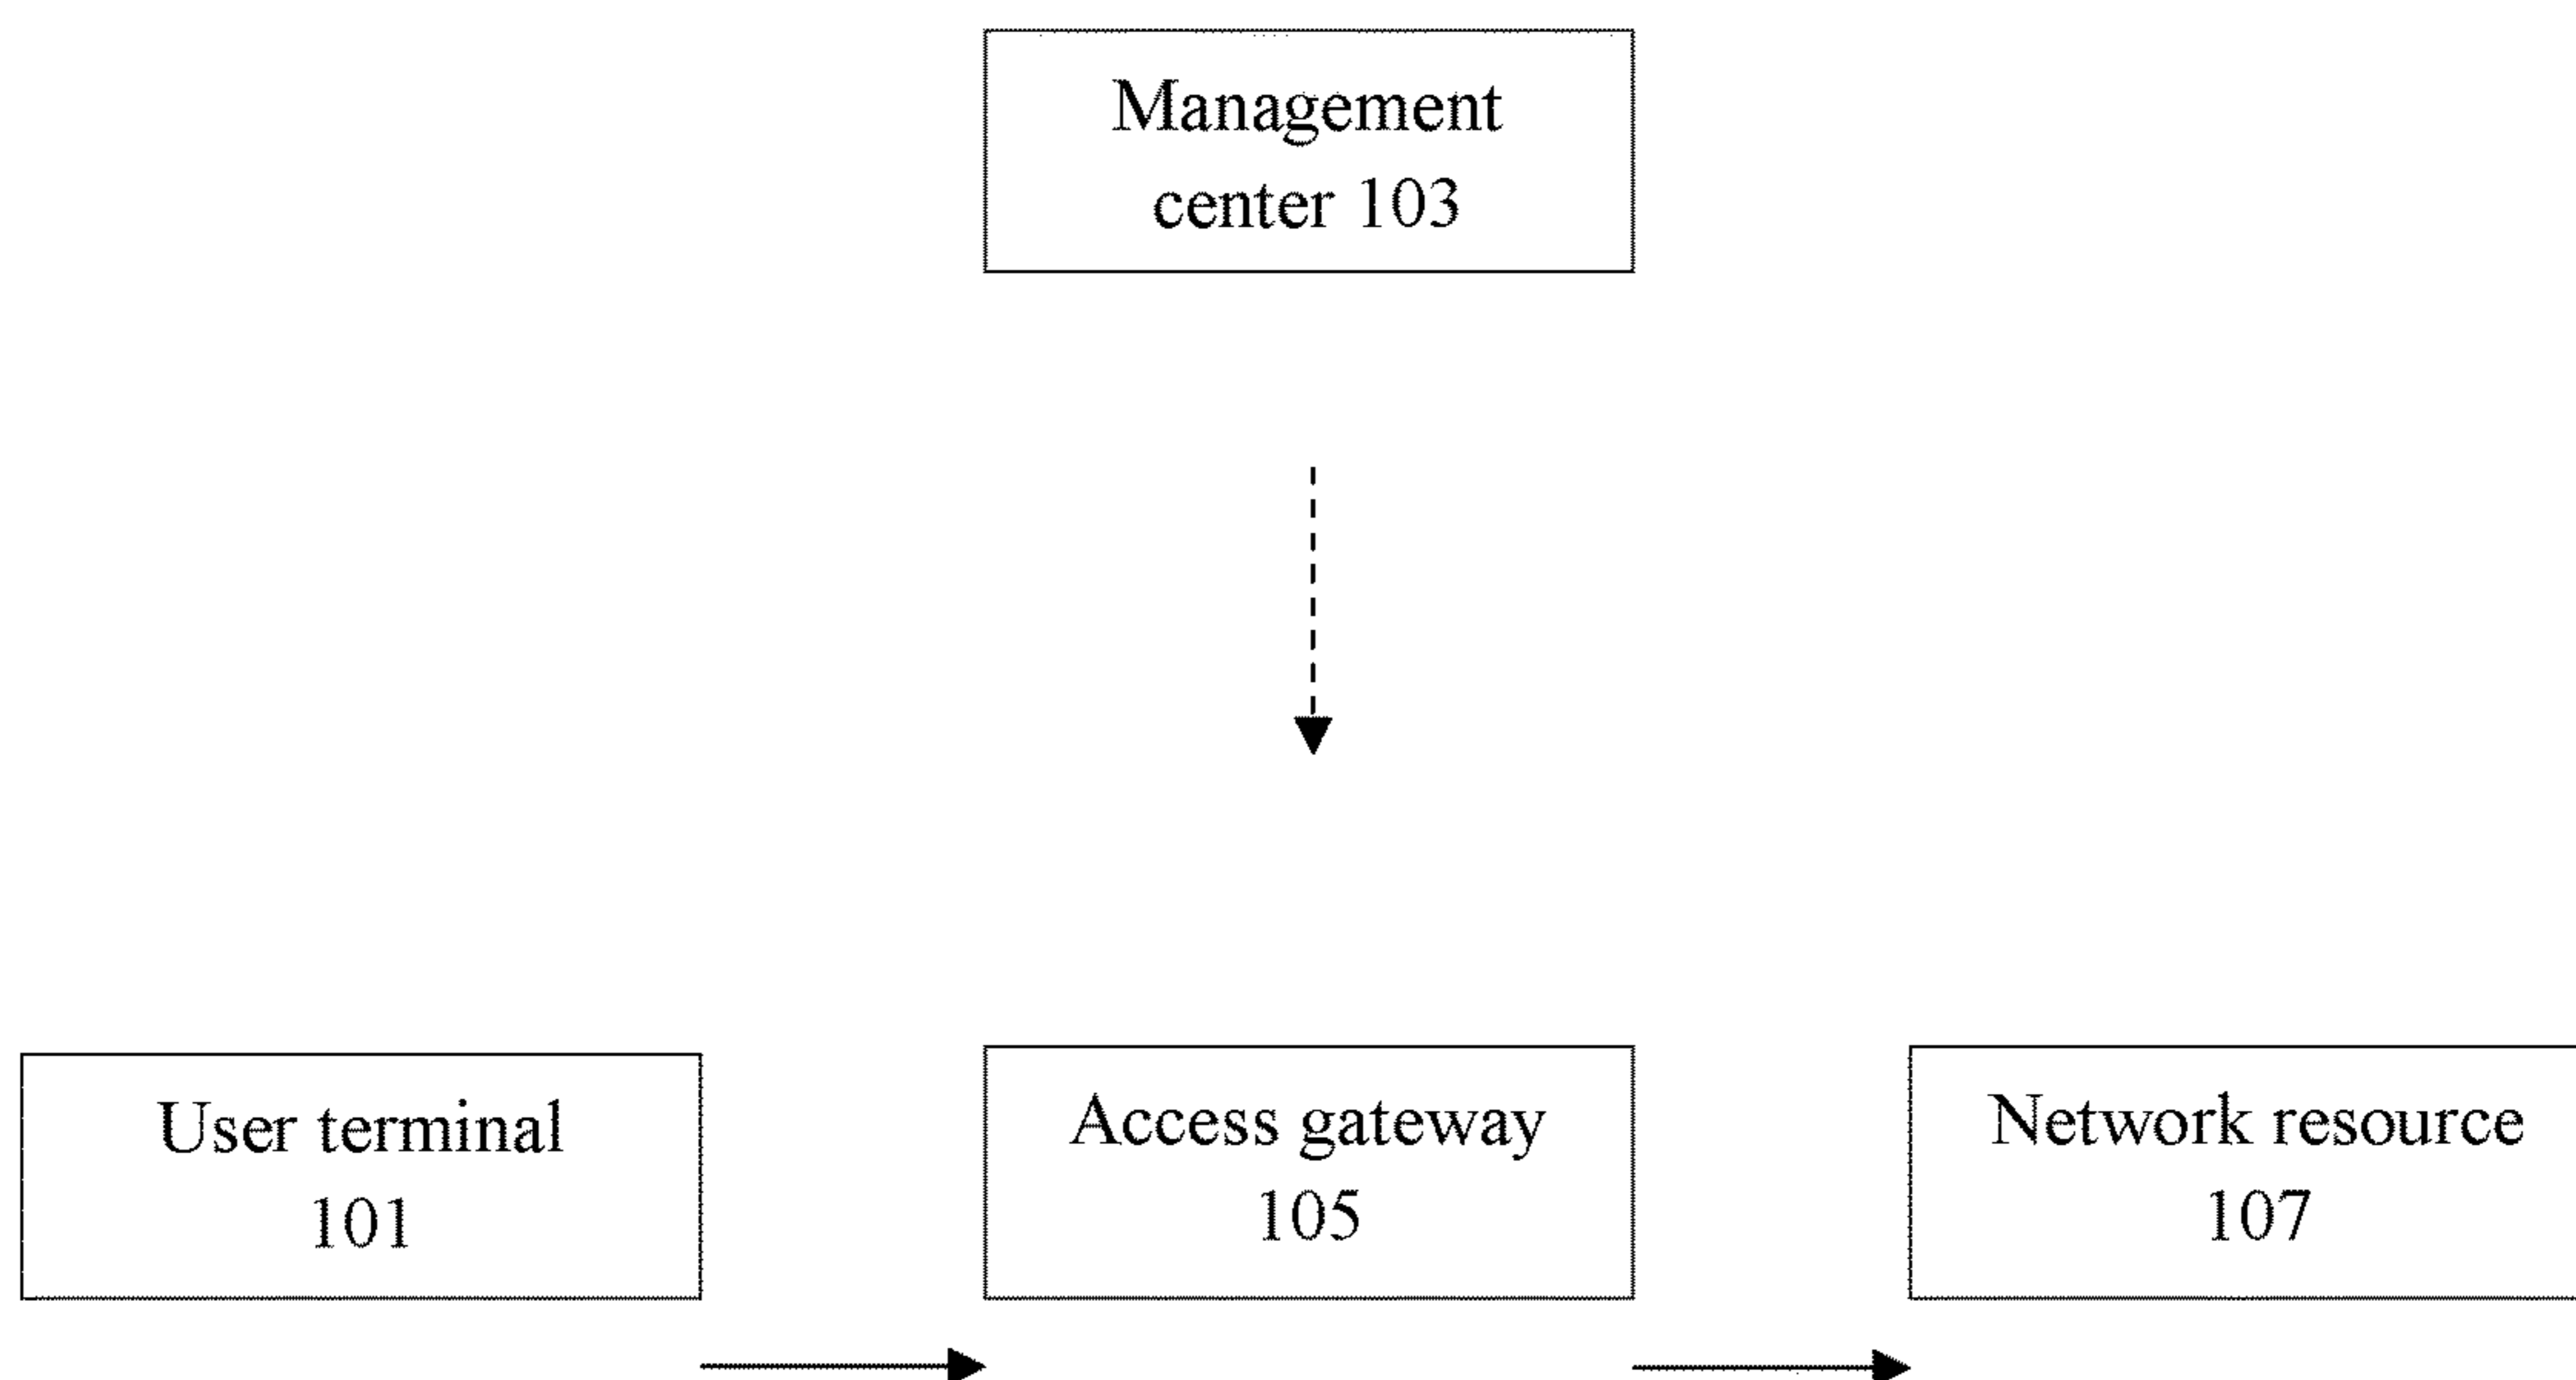 Management
center 103
User terminal
101
Access gateway
105
Network resource
107